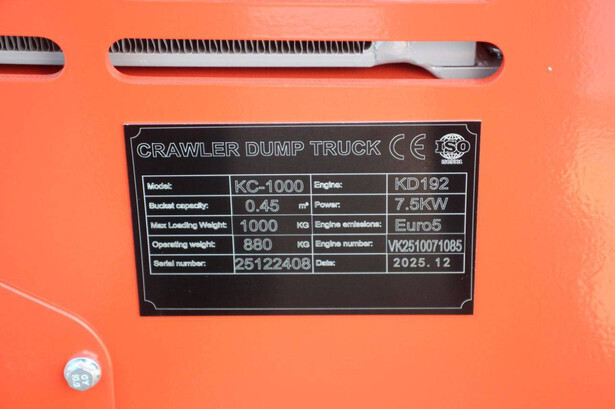 CRAWLER DUMP TRUCK CE ISO
Model: KC-1000 Engine: KD192
Bucket capacity: 0.45 m³ Power: 7.5KW
Max Loading Weight: 1000 KG Engine emissions: Euro5
Operating weight: 880 KG Engine number: VK2510071085
Serial number: 25122408 Date: 2025.12